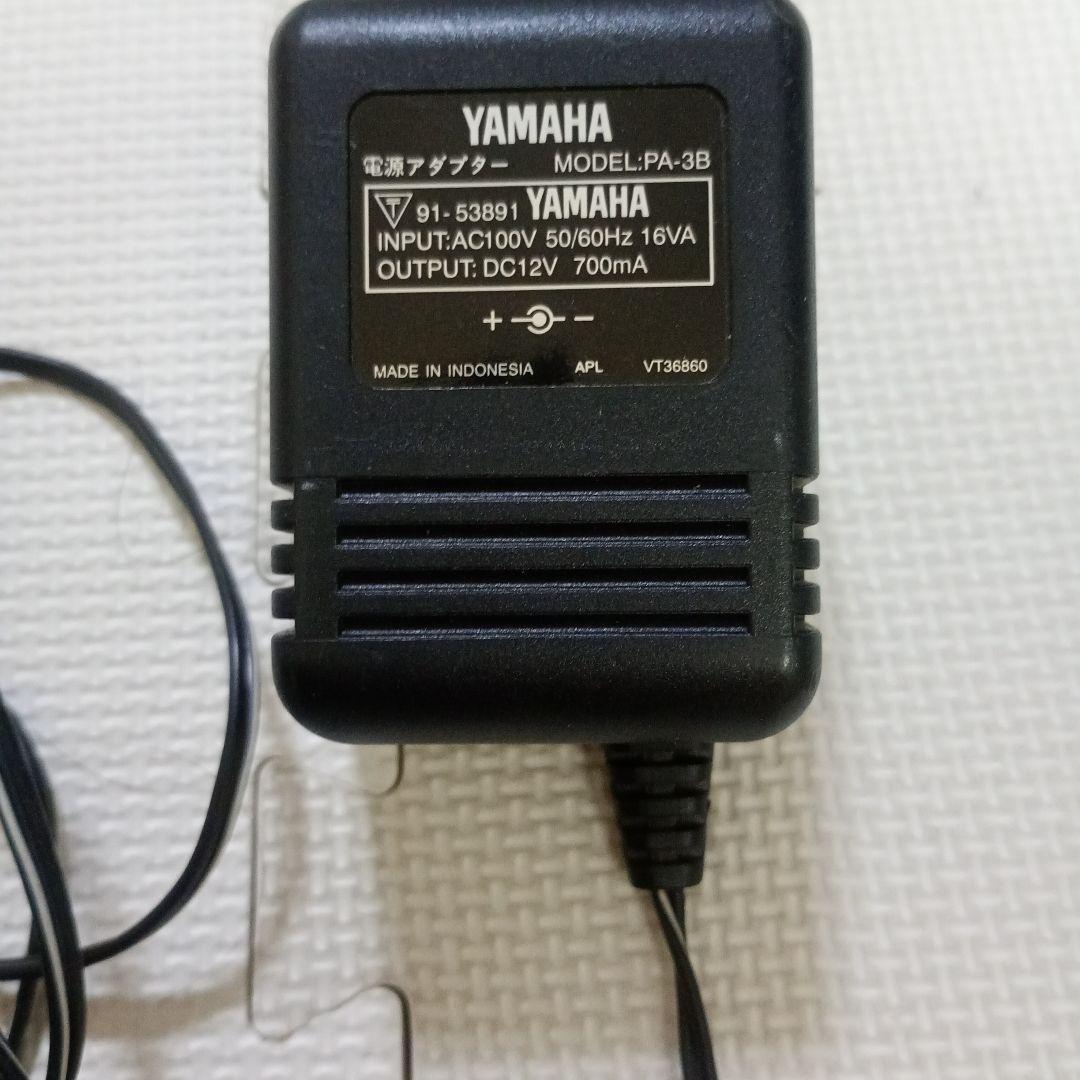 YAMAHA
電源アダプター MODEL:PA-3B
〒 91-53891 YAMAHA
INPUT:AC100V 50/60Hz 16VA
OUTPUT: DC12V 700mA
+ −
MADE IN INDONESIA APL VT36860